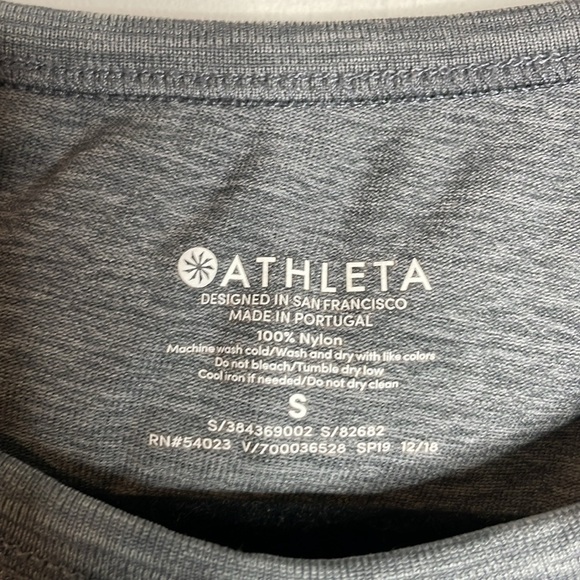 ATHLETA
DESIGNED IN SAN FRANCISCO
MADE IN PORTUGAL
100% Nylon
Machine wash cold/Wash and dry with like colors
Do not bleach/Tumble dry low
Cool iron if needed/Do not dry clean
S
S/384369002 S/82682
RN#54023 V/700036528 SP19 12/18